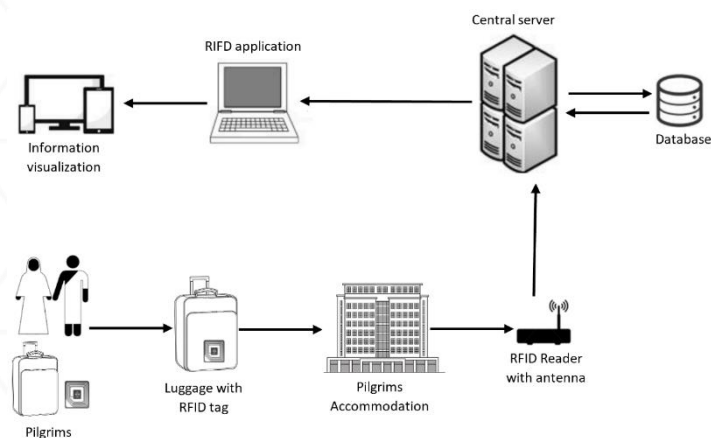 Central server
RIFD application
Database
Information
visualization
RFID Reader
with antenna
Luggage with
RFID tag
Pilgrims
Accommodation
Pilgrims